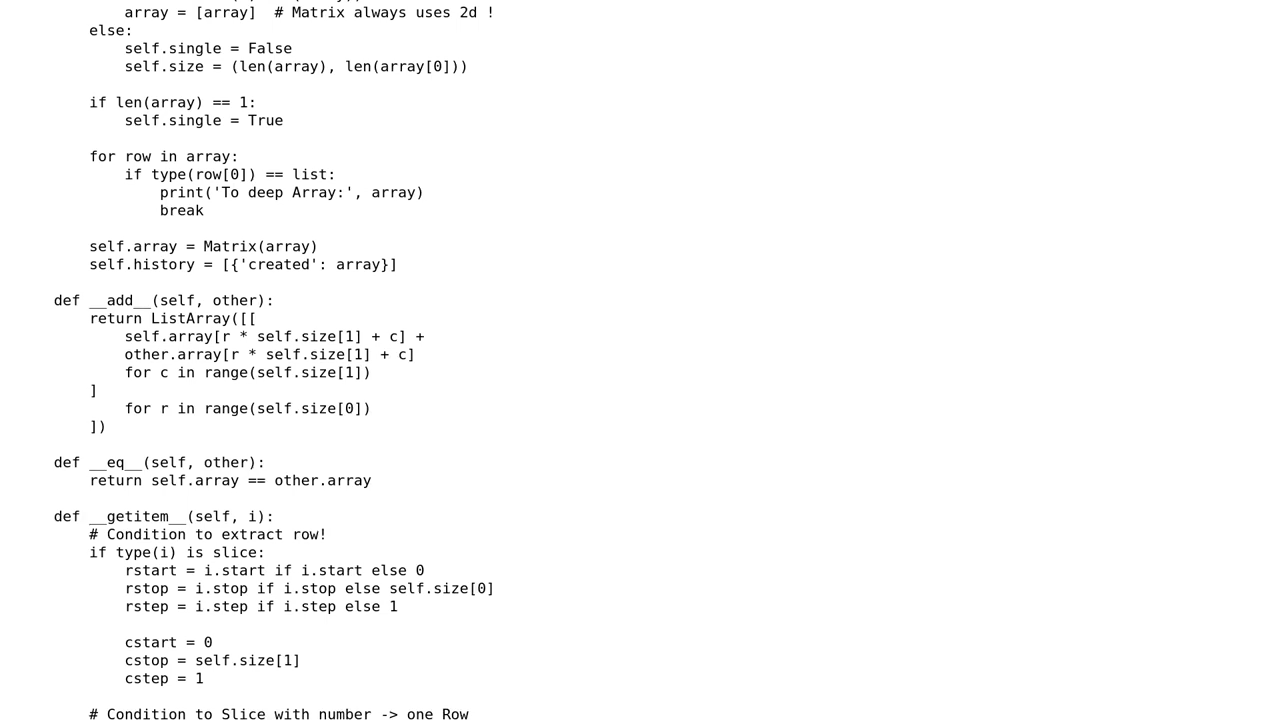 array = [array]  # Matrix always uses 2d !
    else:
        self.single = False
        self.size = (len(array), len(array[0]))

    if len(array) == 1:
        self.single = True

    for row in array:
        if type(row[0]) == list:
            print('To deep Array:', array)
            break

    self.array = Matrix(array)
    self.history = [{'created': array}]

def __add__(self, other):
    return ListArray([[
        self.array[r * self.size[1] + c] +
        other.array[r * self.size[1] + c]
        for c in range(self.size[1])
    ]
        for r in range(self.size[0])
    ])

def __eq__(self, other):
    return self.array == other.array

def __getitem__(self, i):
    # Condition to extract row!
    if type(i) is slice:
        rstart = i.start if i.start else 0
        rstop = i.stop if i.stop else self.size[0]
        rstep = i.step if i.step else 1

        cstart = 0
        cstop = self.size[1]
        cstep = 1

    # Condition to Slice with number -> one Row